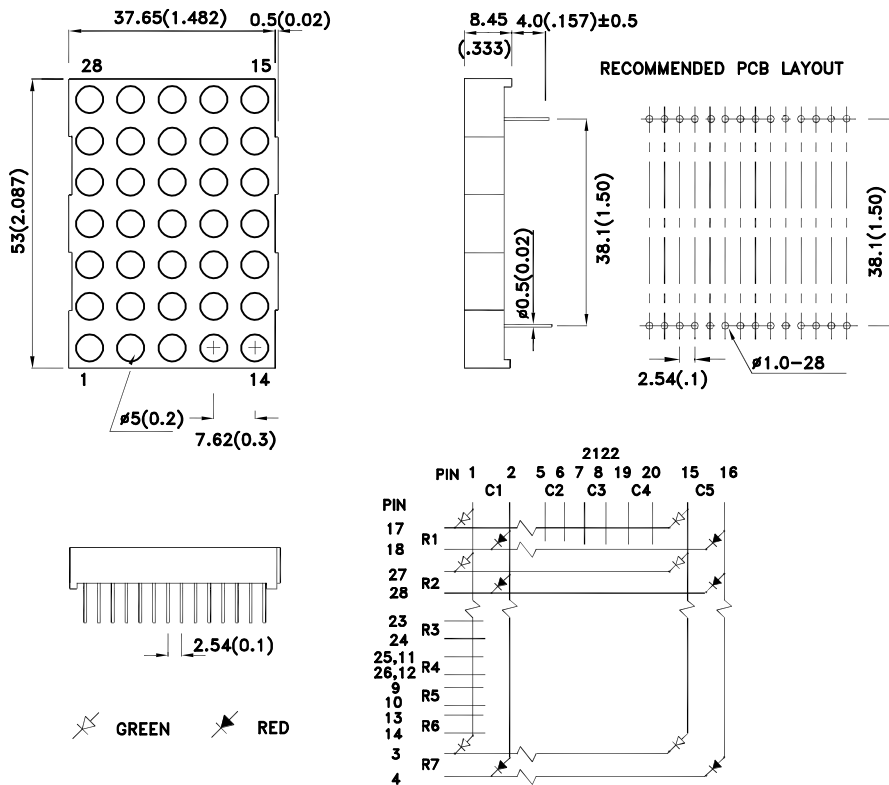 37.65(1.482) 0.5(0.02)
28 15
53(2.087)
1 14
ø5(0.2)
7.62(0.3)
8.45 4.0(.157)±0.5
(.333)
38.1(1.50)
ø0.5(0.02)
RECOMMENDED PCB LAYOUT
38.1(1.50)
ø1.0-28
2.54(.1)
2.54(0.1)
GREEN RED
2122
PIN 1 2 5 6 7 8 19 20 15 16
C1 C2 C3 C4 C5
PIN
17
R1
18
27
R2
28
23
R3
24
25,11
R4
26,12
9
R5
10
13
R6
14
3
R7
4